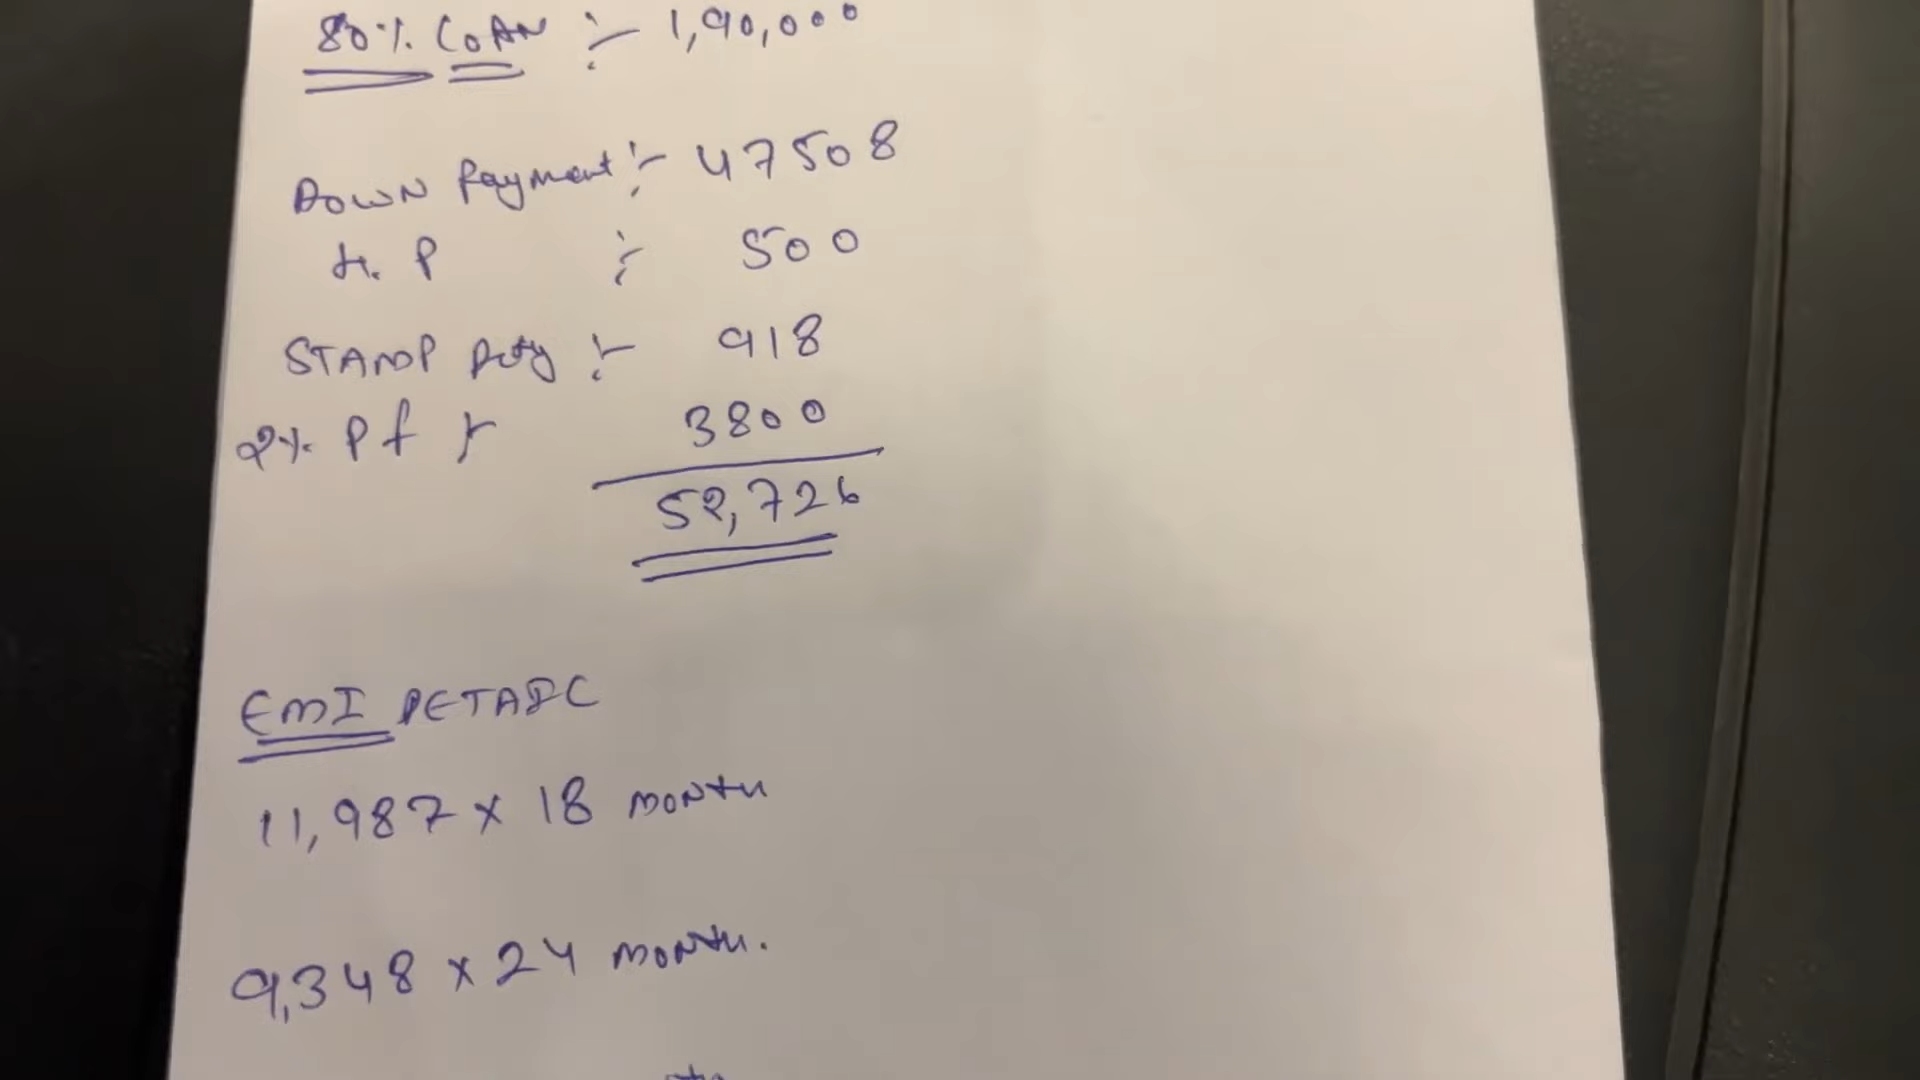 80% LOAN :- 1,90,000
DOWN Payment :- 47508
H. P :- 500
STAMP Duty :- 918
2% Pf :- 3800
52,726
EMI DETAIL
11,987 x 18 MONTH
9,348 x 24 MONTH.